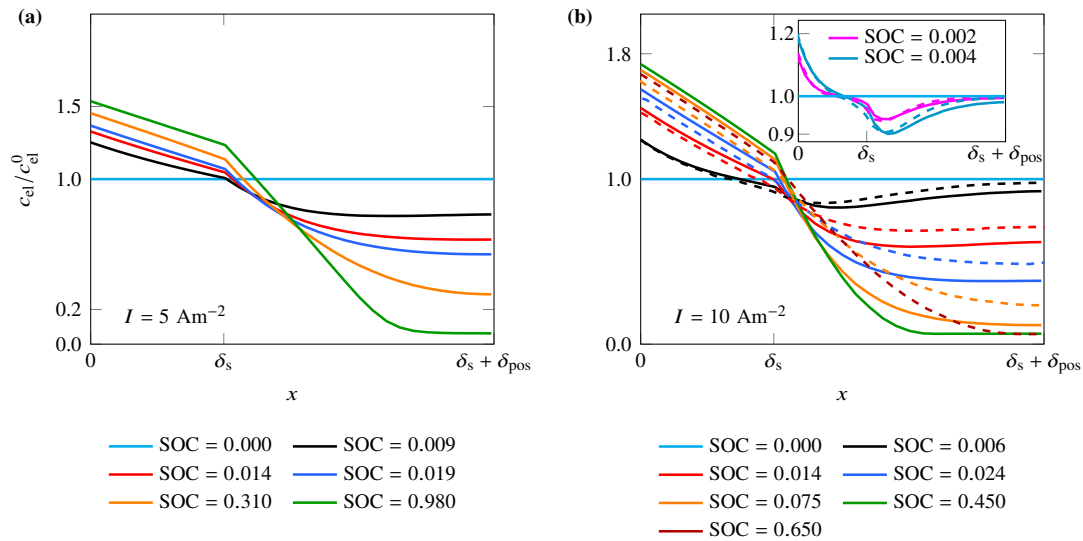 (a)
1.5
1.0
0.2
0.0
c_el/c_el^0
I = 5 Am⁻²
0 δ_s δ_s + δ_pos
x
SOC = 0.000 SOC = 0.009
SOC = 0.014 SOC = 0.019
SOC = 0.310 SOC = 0.980
(b)
1.8
1.0
0.0
1.2
1.0
0.9
SOC = 0.002
SOC = 0.004
0 δ_s δ_s + δ_pos
I = 10 Am⁻²
0 δ_s δ_s + δ_pos
x
SOC = 0.000 SOC = 0.006
SOC = 0.014 SOC = 0.024
SOC = 0.075 SOC = 0.450
SOC = 0.650